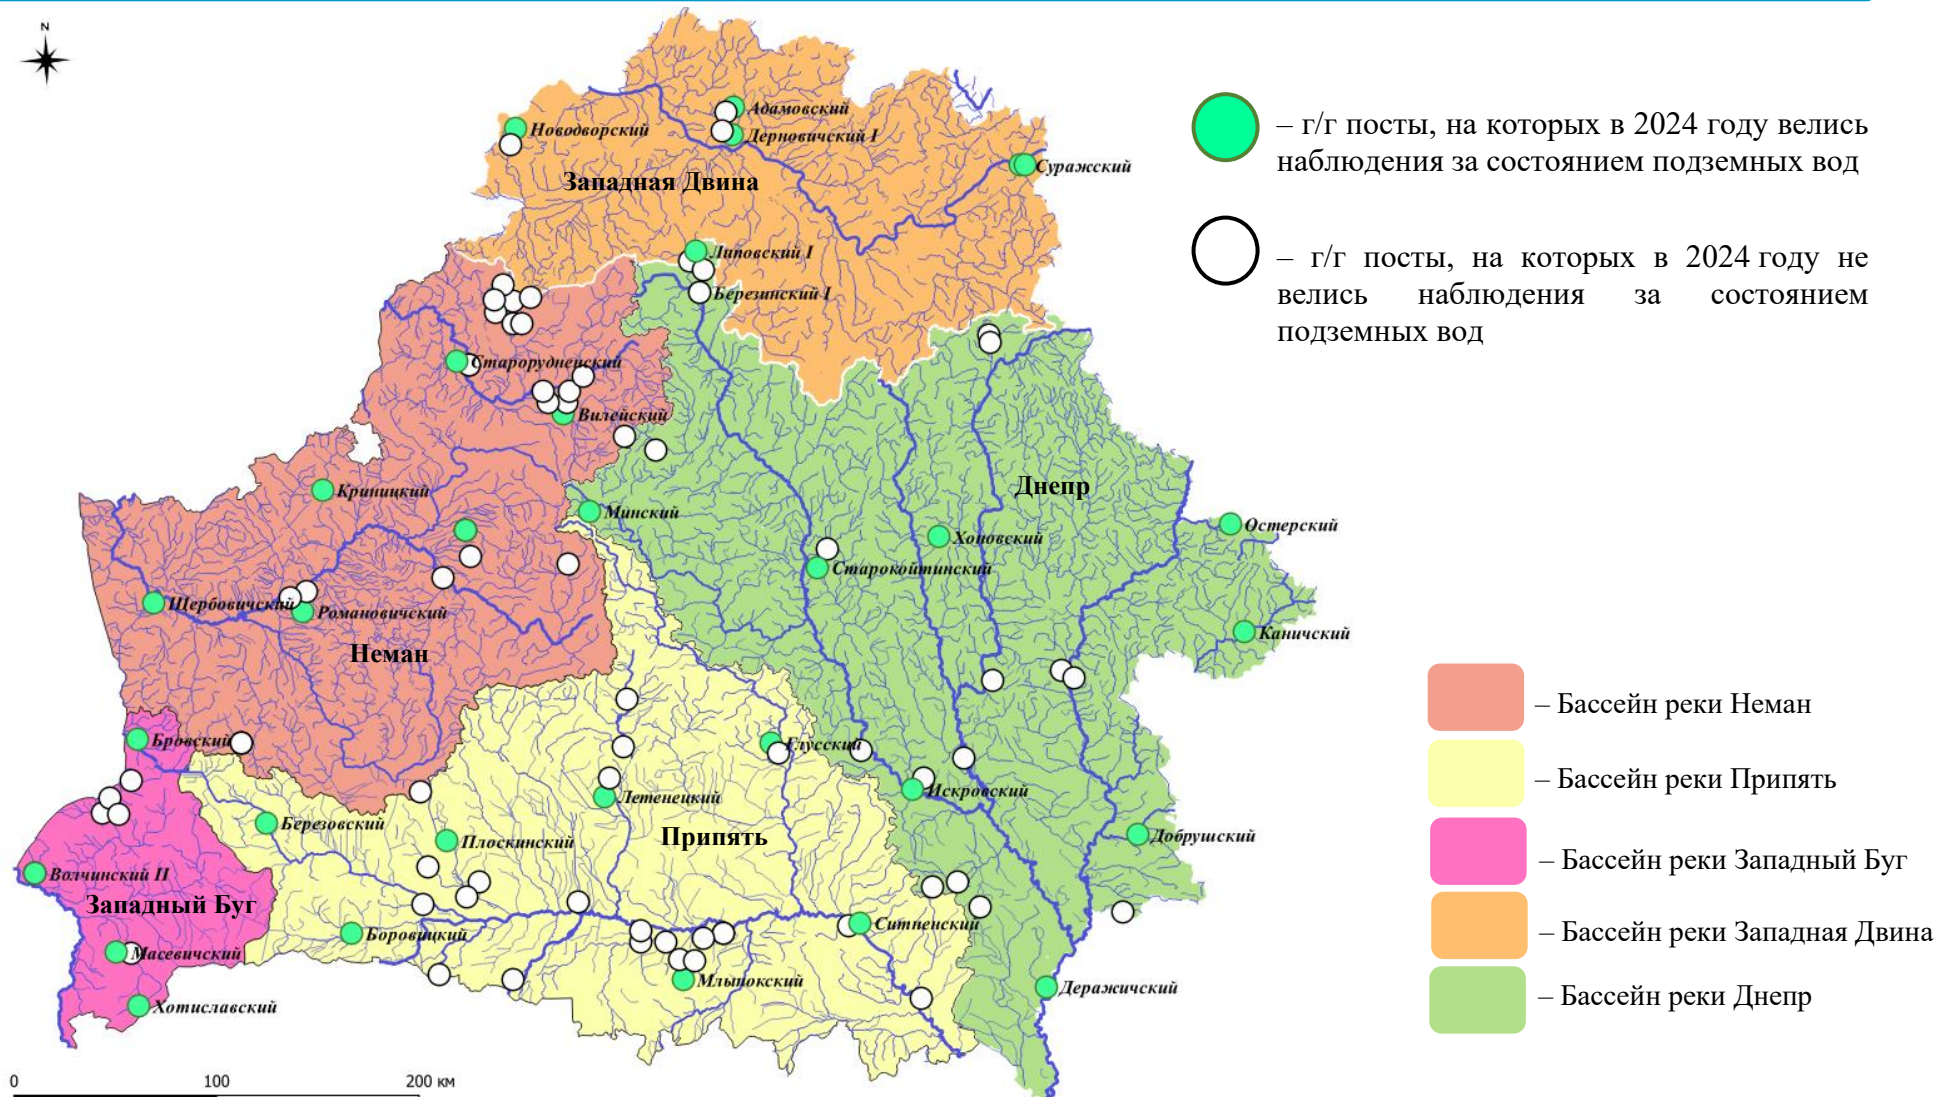 N
Адамовский
Новодворский
Дерновичский I
Суражский
Западная Двина
Липовский I
Березинский I
Старорудненский
Вилейский
Криницкий
Минский
Днепр
Остерский
Хоновский
Старокойтинский
Щербовичский
Романовичский
Каничский
Неман
Бровский
Глусский
Летенецкий
Искровский
Березовский
Плоскинский
Припять
Добрушский
Волчинский II
Западный Буг
Боровицкий
Ситненский
Масевичский
Млынокский
Деражичский
Хотиславский
0 100 200 км
– г/г посты, на которых в 2024 году велись
наблюдения за состоянием подземных вод
– г/г посты, на которых в 2024 году не
велись наблюдения за состоянием
подземных вод
– Бассейн реки Неман
– Бассейн реки Припять
– Бассейн реки Западный Буг
– Бассейн реки Западная Двина
– Бассейн реки Днепр